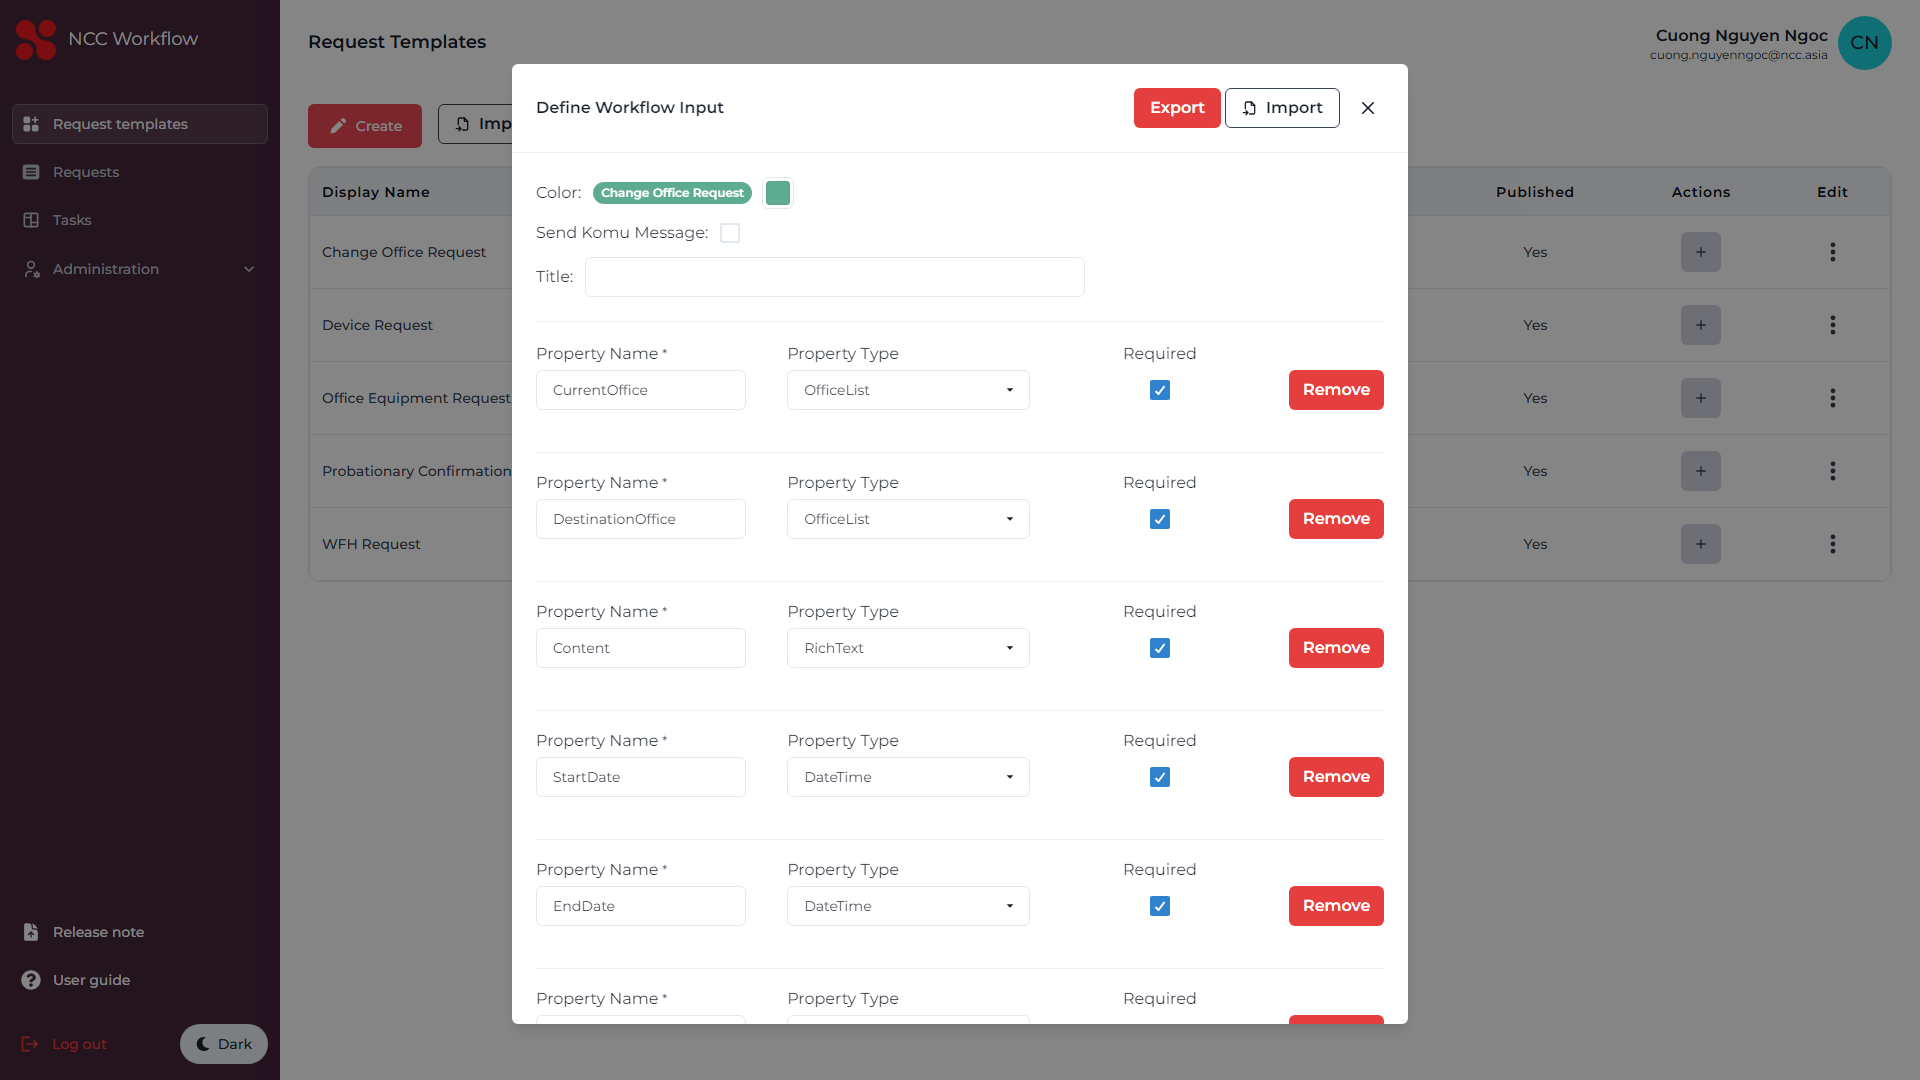 NCC Workflow
Request templates
Requests
Tasks
Administration
Release note
User guide
Log out
Dark
Request Templates
Cuong Nguyen Ngoc
cuong.nguyenngoc@ncc.asia
CN
Create
Imp
Display Name
Published
Actions
Edit
Change Office Request
Yes
+
Device Request
Yes
+
Office Equipment Request
Yes
+
Probationary Confirmation
Yes
+
WFH Request
Yes
+
Define Workflow Input
Export
Import
Color:
Change Office Request
Send Komu Message:
Title:
Property Name *
Property Type
Required
CurrentOffice
OfficeList
Remove
Property Name *
Property Type
Required
DestinationOffice
OfficeList
Remove
Property Name *
Property Type
Required
Content
RichText
Remove
Property Name *
Property Type
Required
StartDate
DateTime
Remove
Property Name *
Property Type
Required
EndDate
DateTime
Remove
Property Name *
Property Type
Required